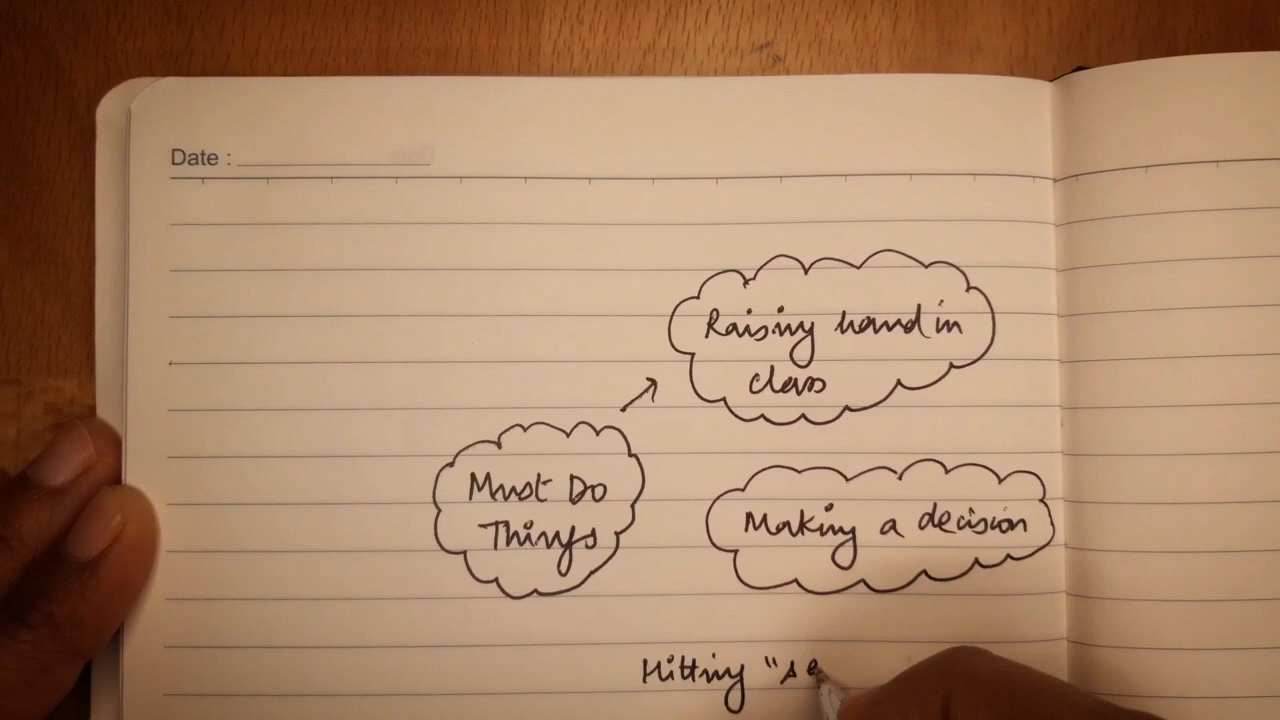 Date :
Raising hand in
class
Must Do
Things
Making a decision
Hitting "se